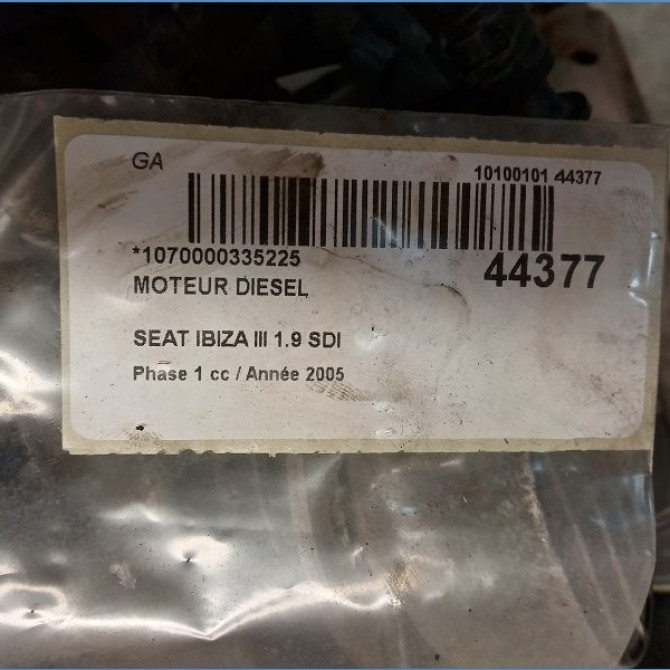 GA
10100101 44377
*1070000335225
44377
MOTEUR DIESEL
SEAT IBIZA III 1.9 SDI
Phase 1 cc / Année 2005